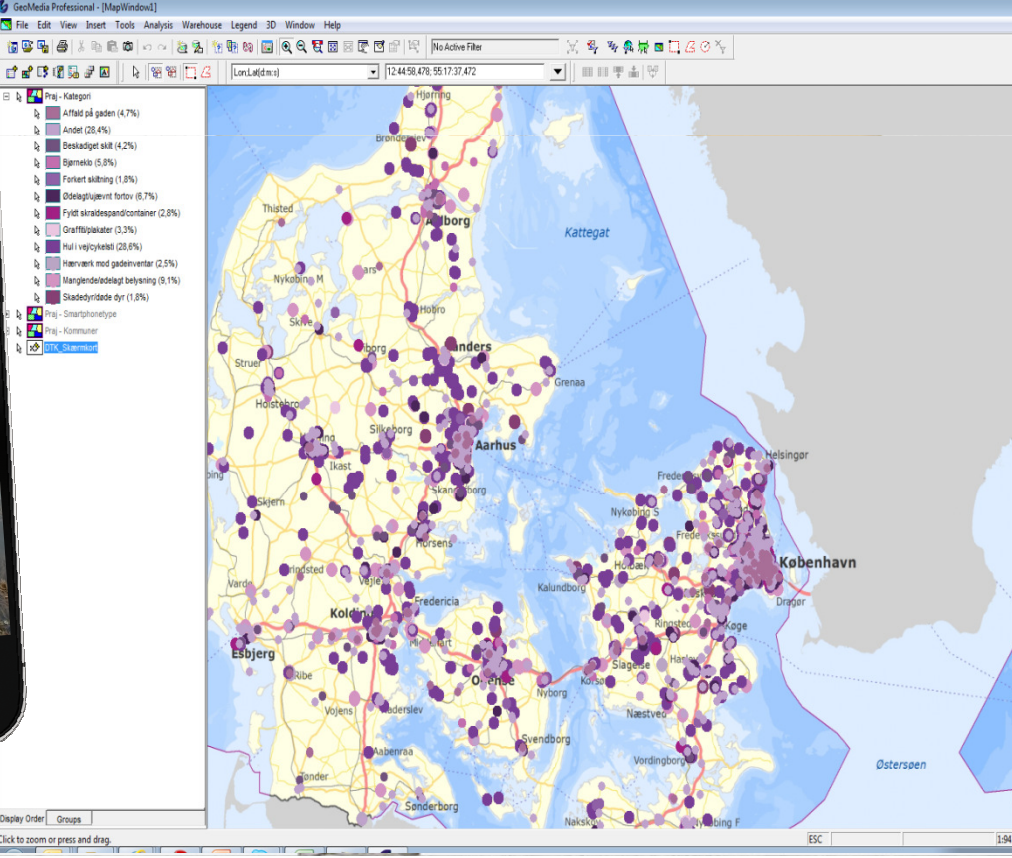 GeoMedia Professional - [MapWindow1]
File Edit View Insert Tools Analysis Warehouse Legend 3D Window Help
No Active Filter
Lon;Lat(d:m:s)
12:44:58,478; 55:17:37,472
Praj - Kategori
Affald på gaden (4,7%)
Andet (28,4%)
Beskadiget skilt (4,2%)
Bjørneklo (5,8%)
Forkert skiltning (1,8%)
Ødelagt/ujævnt fortov (6,7%)
Fyldt skraldespand/container (2,8%)
Graffiti/plakater (3,3%)
Hul i vej/cykelsti (28,6%)
Hærværk mod gadeinventar (2,5%)
Manglende/ødelagt belysning (9,1%)
Skadedyr/døde dyr (1,8%)
Praj - Smartphonetype
Praj - Kommuner
DTK_Skærmkort
Hjørring
Brønderslev
Thisted
Kattegat
Nykøbing M
Hobro
Struer
Grenaa
Holstebro
Silkeborg
Aarhus
Ikast
Helsingør
Skjern
Nykøbing S
Horsens
København
Kalundborg
Varde
Vejle
Fredericia
Dragør
Kolding
Ringsted
Køge
Esbjerg
Slagelse
Ribe
Nyborg
Korsør
Vojens
Næstved
Svendborg
Aabenraa
Vordingborg
Østersøen
Tønder
Sønderborg
Nakskov
Display Order Groups
Click to zoom or press and drag.
ESC
1:94